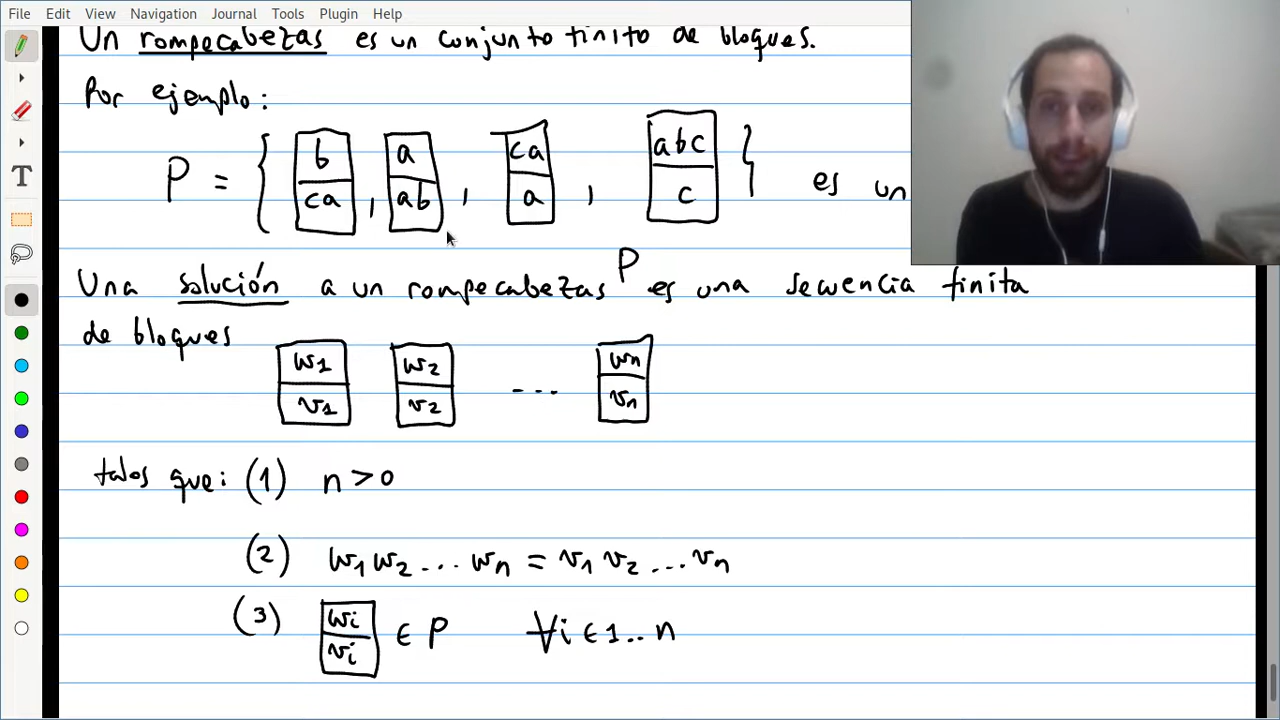 File Edit View Navigation Journal Tools Plugin Help
Un rompecabezas es un conjunto finito de bloques.
Por ejemplo:
P = { b/ca , a/ab , ca/a , abc/c } es un
Una solución a un rompecabezas P es una secuencia finita
de bloques
w1/v1 w2/v2 ... wn/vn
tales que: (1) n > 0
(2) w1 w2 ... wn = v1 v2 ... vn
(3) wi/vi ∈ P ∀i ∈ 1..n